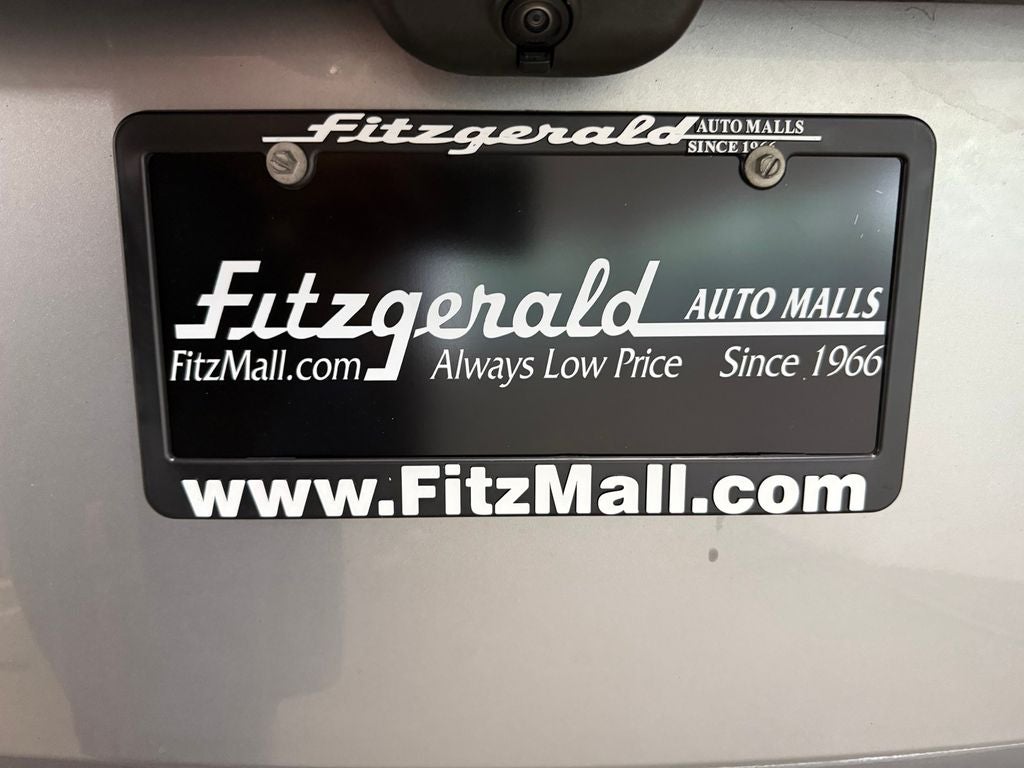 Fitzgerald AUTO MALLS
SINCE 1966
Fitzgerald AUTO MALLS
FitzMall.com Always Low Price Since 1966
www.FitzMall.com